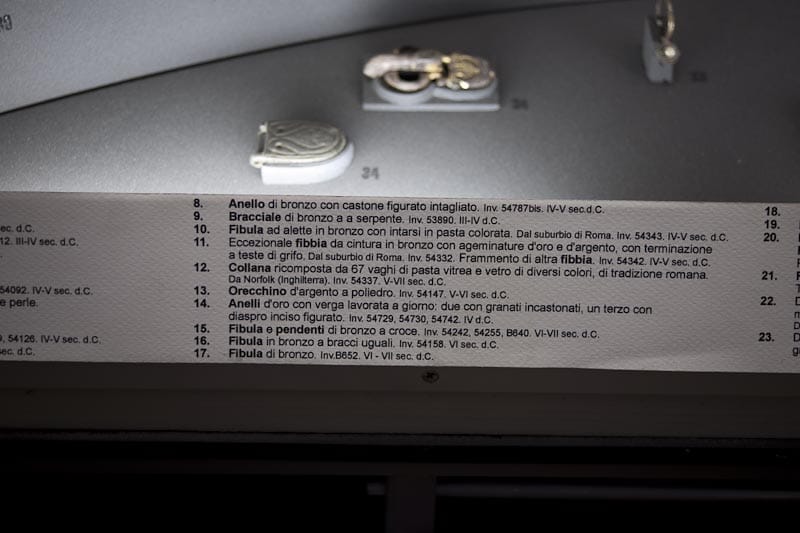 34
8. Anello di bronzo con castone figurato intagliato. Inv. 54787bis. IV-V sec.d.C.
9. Bracciale di bronzo a a serpente. Inv. 53890. III-IV d.C.
10. Fibula ad alette in bronzo con intarsi in pasta colorata. Dal suburbio di Roma. Inv. 54343. IV-V sec. d.C.
11. Eccezionale fibbia da cintura in bronzo con ageminature d'oro e d'argento, con terminazione
a teste di grifo. Dal suburbio di Roma. Inv. 54332. Frammento di altra fibbia. Inv. 54342. IV-V sec. d.C.
12. Collana ricomposta da 67 vaghi di pasta vitrea e vetro di diversi colori, di tradizione romana.
Da Norfolk (Inghilterra). Inv. 54337. V-VII sec. d.C.
13. Orecchino d'argento a poliedro. Inv. 54147. V-VI sec. d.C.
14. Anelli d'oro con verga lavorata a giorno: due con granati incastonati, un terzo con
diaspro inciso figurato. Inv. 54729, 54730, 54742. IV d.C.
15. Fibula e pendenti di bronzo a croce. Inv. 54242, 54255, B640. VI-VII sec. d.C.
16. Fibula in bronzo a bracci uguali. Inv. 54158. VI sec. d.C.
17. Fibula di bronzo. Inv.B652. VI - VII sec. d.C.
ec. d.C.
12. III-IV sec. d.C.
54092. IV-V sec. d.C.
e perle.
9, 54126. IV-V sec. d.C.
sec. d.C.
18.
19.
20.
21.
22.
23.